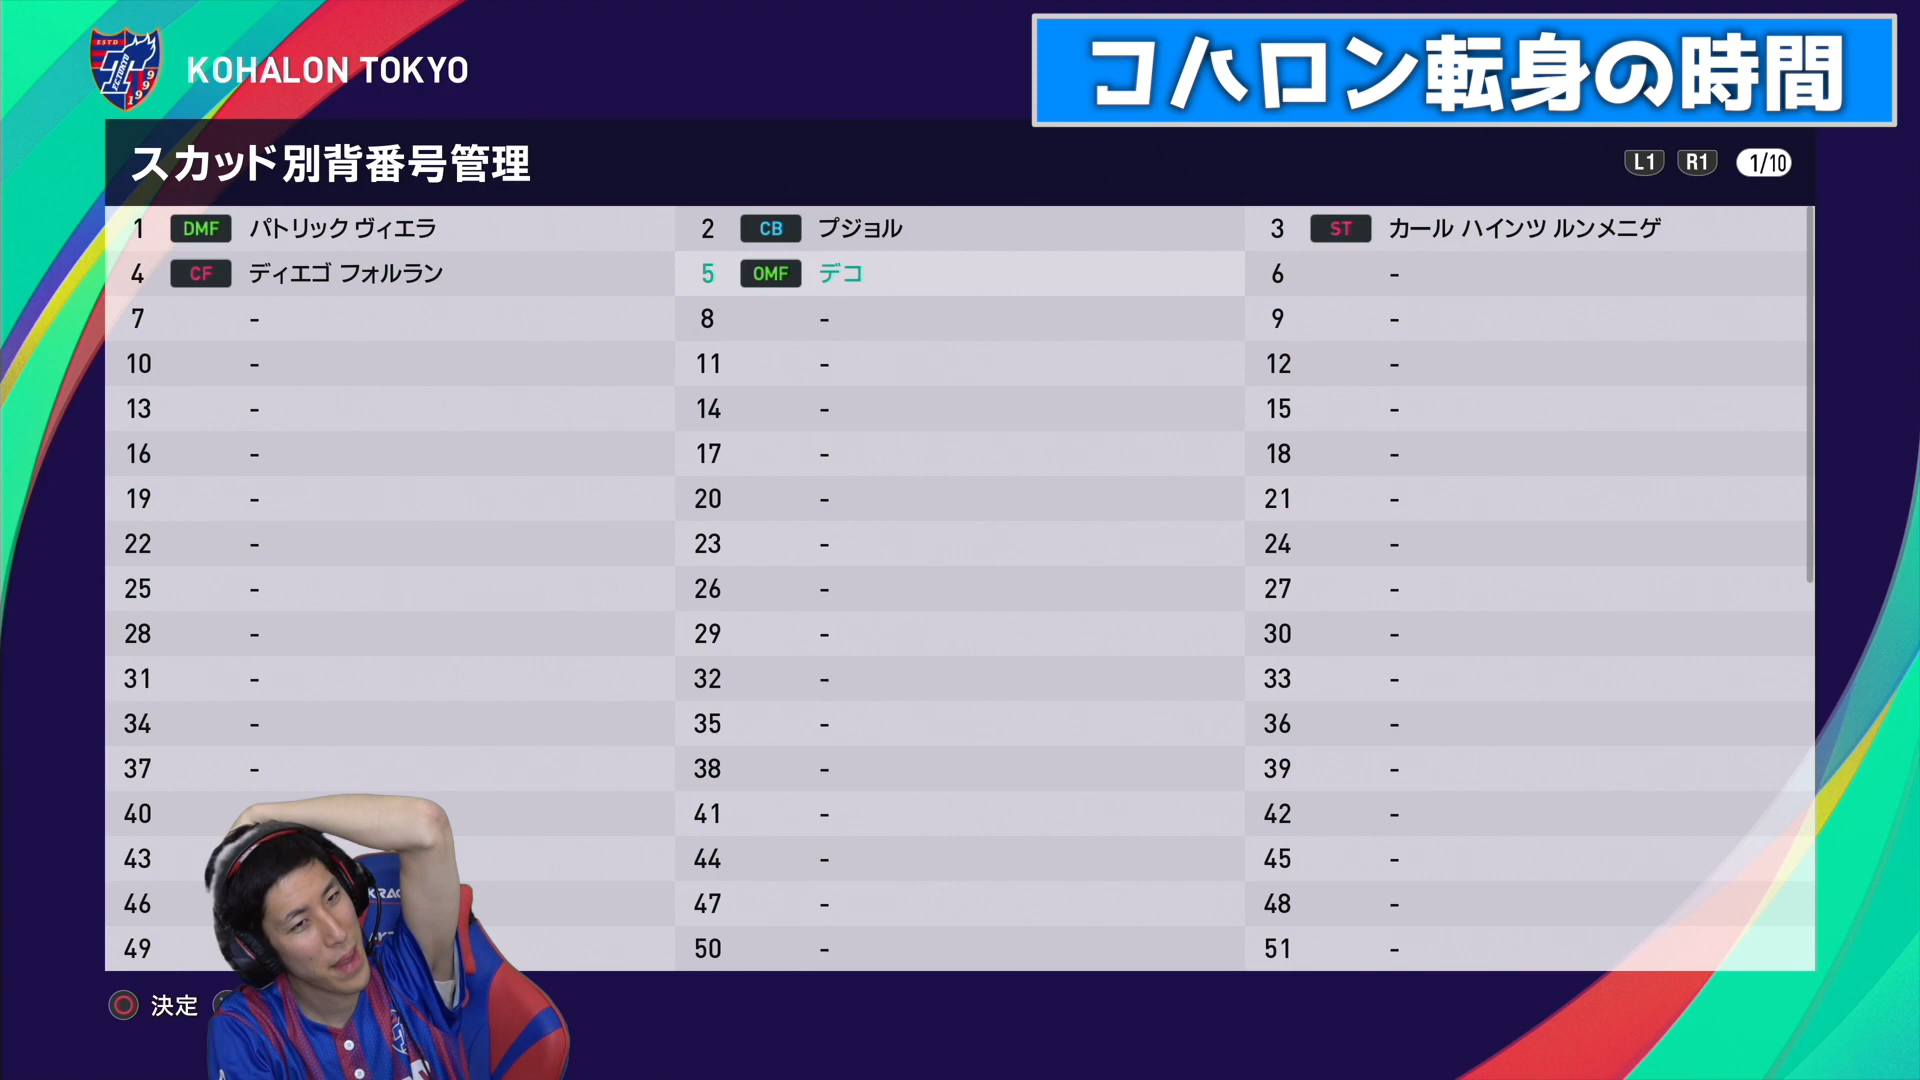 ESTD
FCTOKYO
1999
KOHALON TOKYO
コハロン転身の時間
スカッド別背番号管理
L1 R1 1/10
1 DMF パトリック ヴィエラ 2 CB プジョル 3 ST カール ハインツ ルンメニゲ
4 CF ディエゴ フォルラン 5 OMF デコ 6 -
7 - 8 - 9 -
10 - 11 - 12 -
13 - 14 - 15 -
16 - 17 - 18 -
19 - 20 - 21 -
22 - 23 - 24 -
25 - 26 - 27 -
28 - 29 - 30 -
31 - 32 - 33 -
34 - 35 - 36 -
37 - 38 - 39 -
40 41 - 42 -
43 44 - 45 -
46 47 - 48 -
49 50 - 51 -
決定